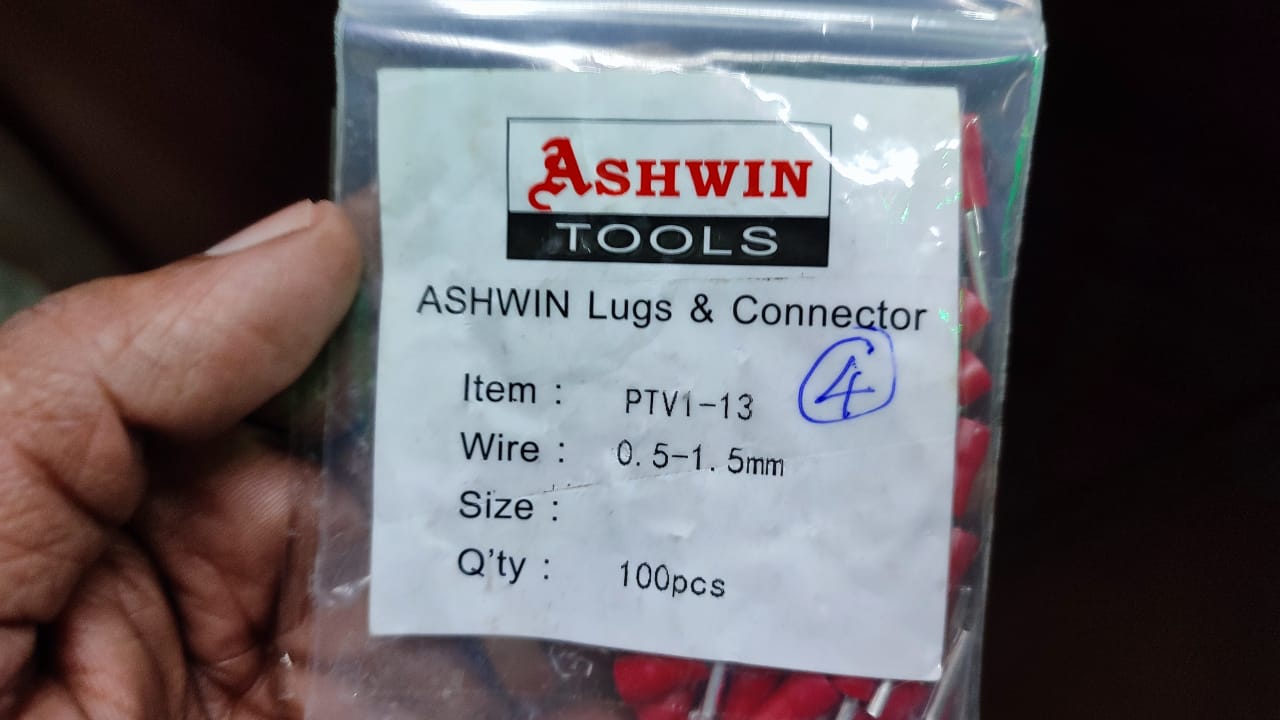 ASHWIN
TOOLS
ASHWIN Lugs & Connector
4
Item : PTV1-13
Wire : 0.5-1.5mm
Size :
Q'ty : 100pcs